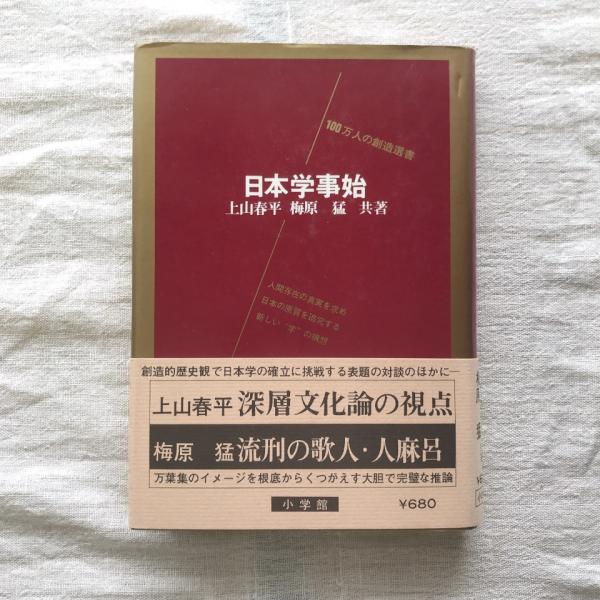 100万人の創造選書
日本学事始
上山春平 梅原 猛 共著
人間存在の真実を求め
日本の原質を追究する
新しい“学”の構想
創造的歴史観で日本学の確立に挑戦する表題の対談のほかに―
上山春平 深層文化論の視点
梅原 猛 流刑の歌人・人麻呂
万葉集のイメージを根底からくつがえす大胆で完璧な推論
小学館
¥680